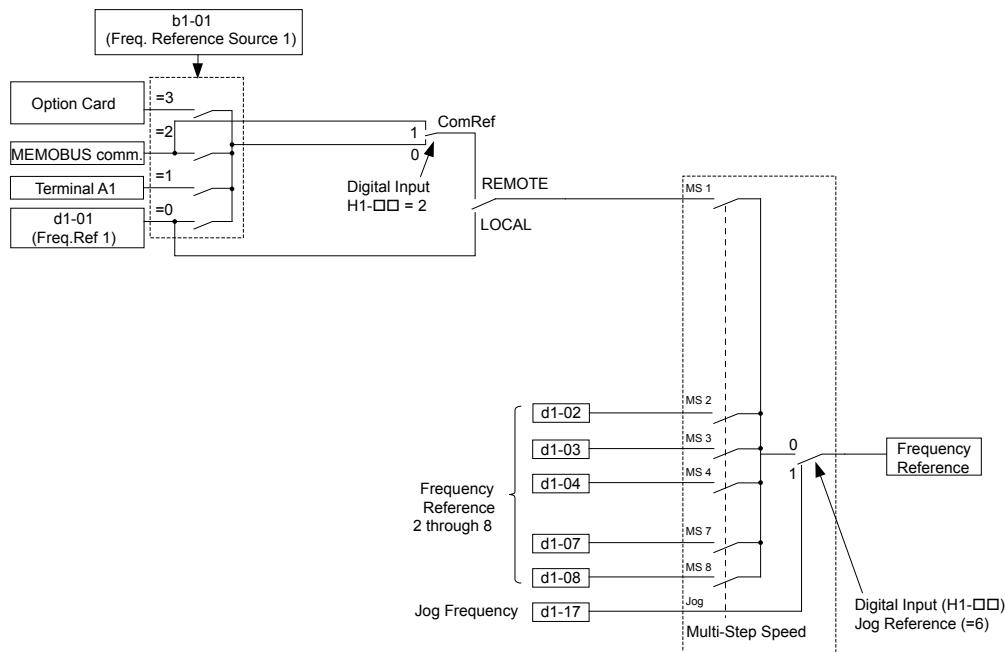 b1-01
(Freq. Reference Source 1)
Option Card
=3
=2
MEMOBUS comm.
=1
Terminal A1
=0
d1-01
(Freq.Ref 1)
ComRef
1
0
Digital Input
H1-□□ = 2
REMOTE
LOCAL
MS 1
MS 2
d1-02
MS 3
d1-03
MS 4
d1-04
Frequency
Reference
2 through 8
MS 7
d1-07
MS 8
d1-08
Jog Frequency
d1-17
Jog
Multi-Step Speed
0
1
Frequency
Reference
Digital Input (H1-□□)
Jog Reference (=6)